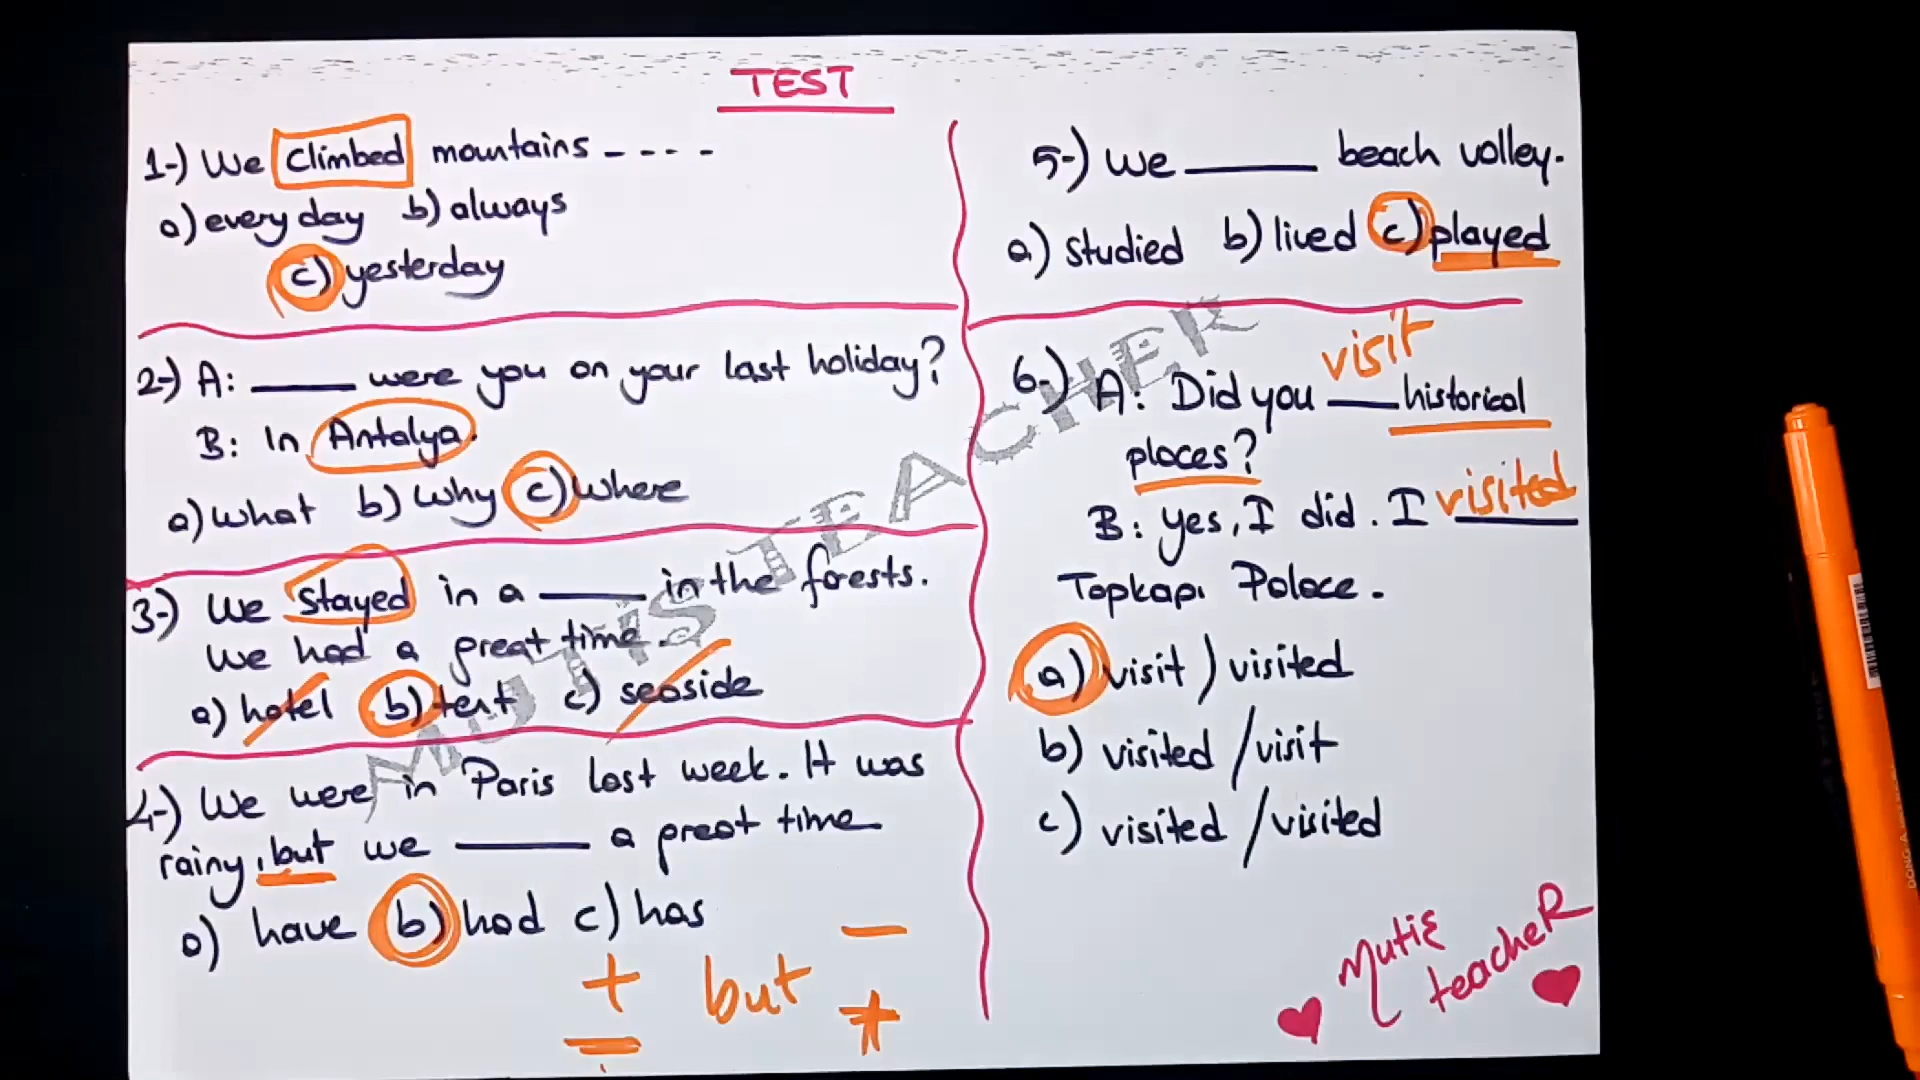 TEST
1-) We climbed mountains ----
a) every day b) always
c) yesterday
2-) A: ____ were you on your last holiday?
B: In Antalya.
a) what b) why c) where
3-) We stayed in a ____ in the forests.
We had a great time.
a) hotel b) tent c) seaside
4-) We were in Paris last week. It was
rainy, but we ____ a great time
a) have b) had c) has
+ but -
5-) We ____ beach volley.
a) studied b) lived c) played
visit
6-) A: Did you ____ historical
places?
B: yes, I did. I visited
Topkapı Palace.
a) visit / visited
b) visited / visit
c) visited / visited
Mutiş
teacheR
MUTİŞ TEACHER